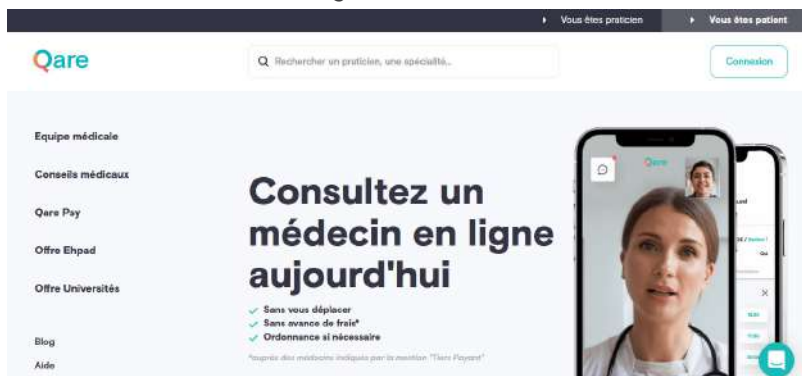 Vous êtes praticien
Vous êtes patient
Qare
Rechercher un praticien, une spécialité...
Connexion
Equipe médicale
Conseils médicaux
Qare Pay
Offre Ehpad
Offre Universités
Blog
Aide
Consultez un
médecin en ligne
aujourd'hui
Sans vous déplacer
Sans avance de frais*
Ordonnance si nécessaire
*auprès des médecins indiqués par la mention "Tiers Payant"
Qare